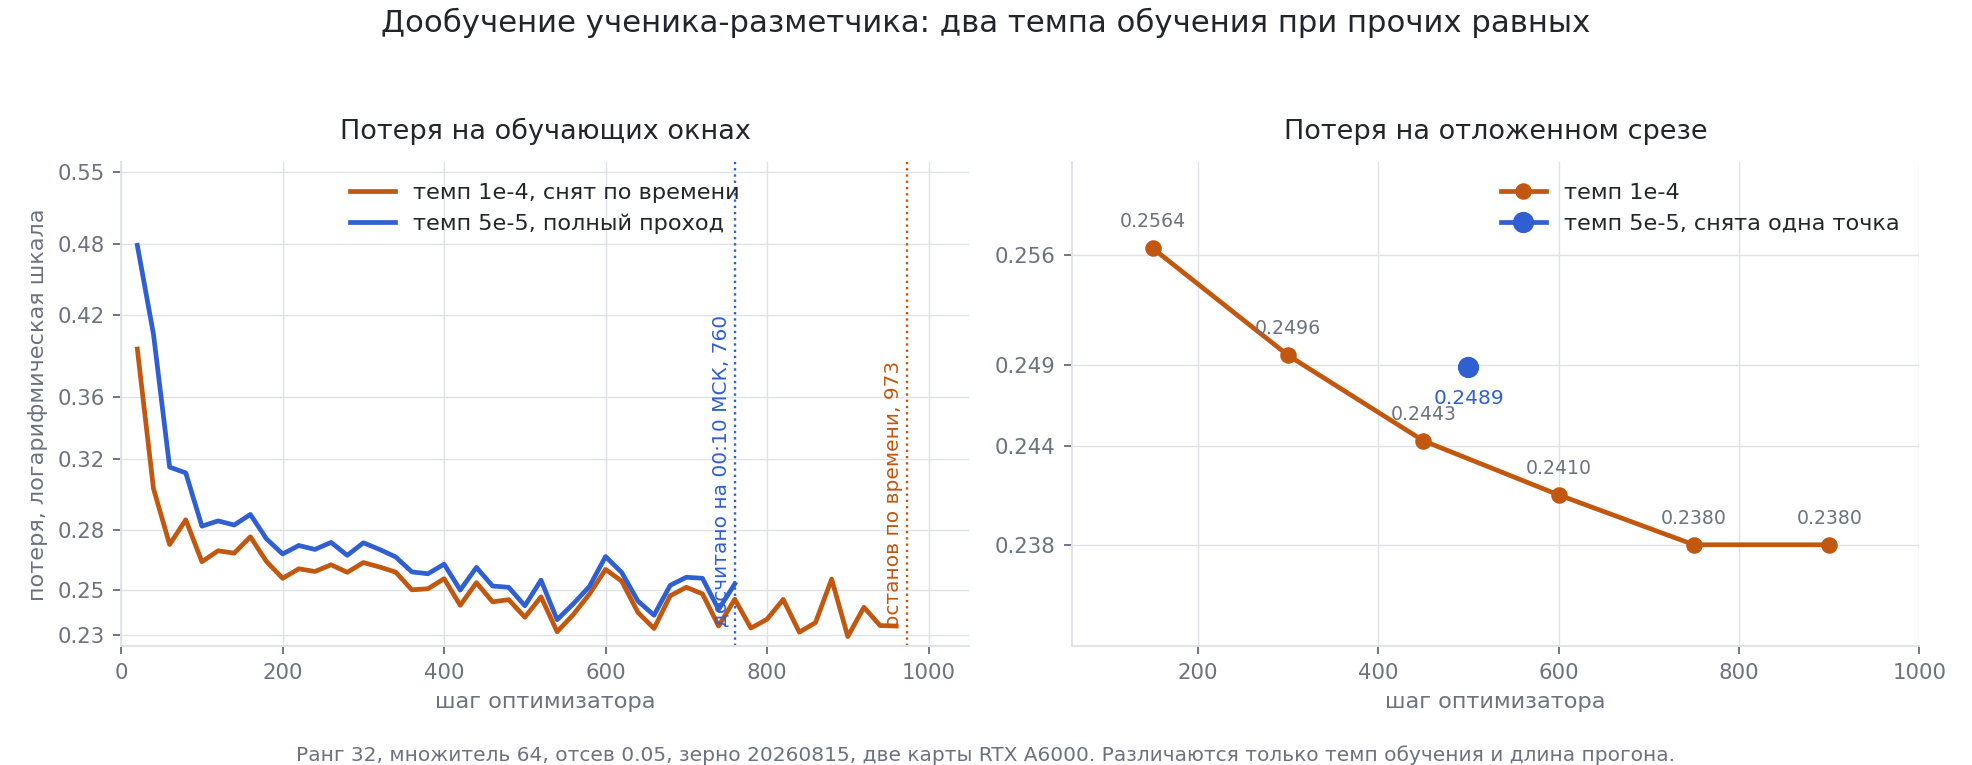 Дообучение ученика-разметчика: два темпа обучения при прочих равных
Потеря на обучающих окнах
потеря, логарифмическая шкала
0.55
0.48
0.42
0.36
0.32
0.28
0.25
0.23
темп 1e-4, снят по времени
темп 5e-5, полный проход
досчитано на 00:10 МСК, 760
останов по времени, 973
0
200
400
600
800
1000
шаг оптимизатора
Потеря на отложенном срезе
0.256
0.249
0.244
0.238
темп 1e-4
темп 5e-5, снята одна точка
0.2564
0.2496
0.2489
0.2443
0.2410
0.2380
0.2380
200
400
600
800
1000
шаг оптимизатора
Ранг 32, множитель 64, отсев 0.05, зерно 20260815, две карты RTX A6000. Различаются только темп обучения и длина прогона.